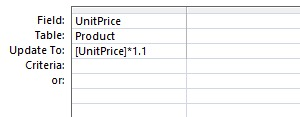 Field: UnitPrice
Table: Product
Update To: [UnitPrice]*1.1
Criteria:
or: